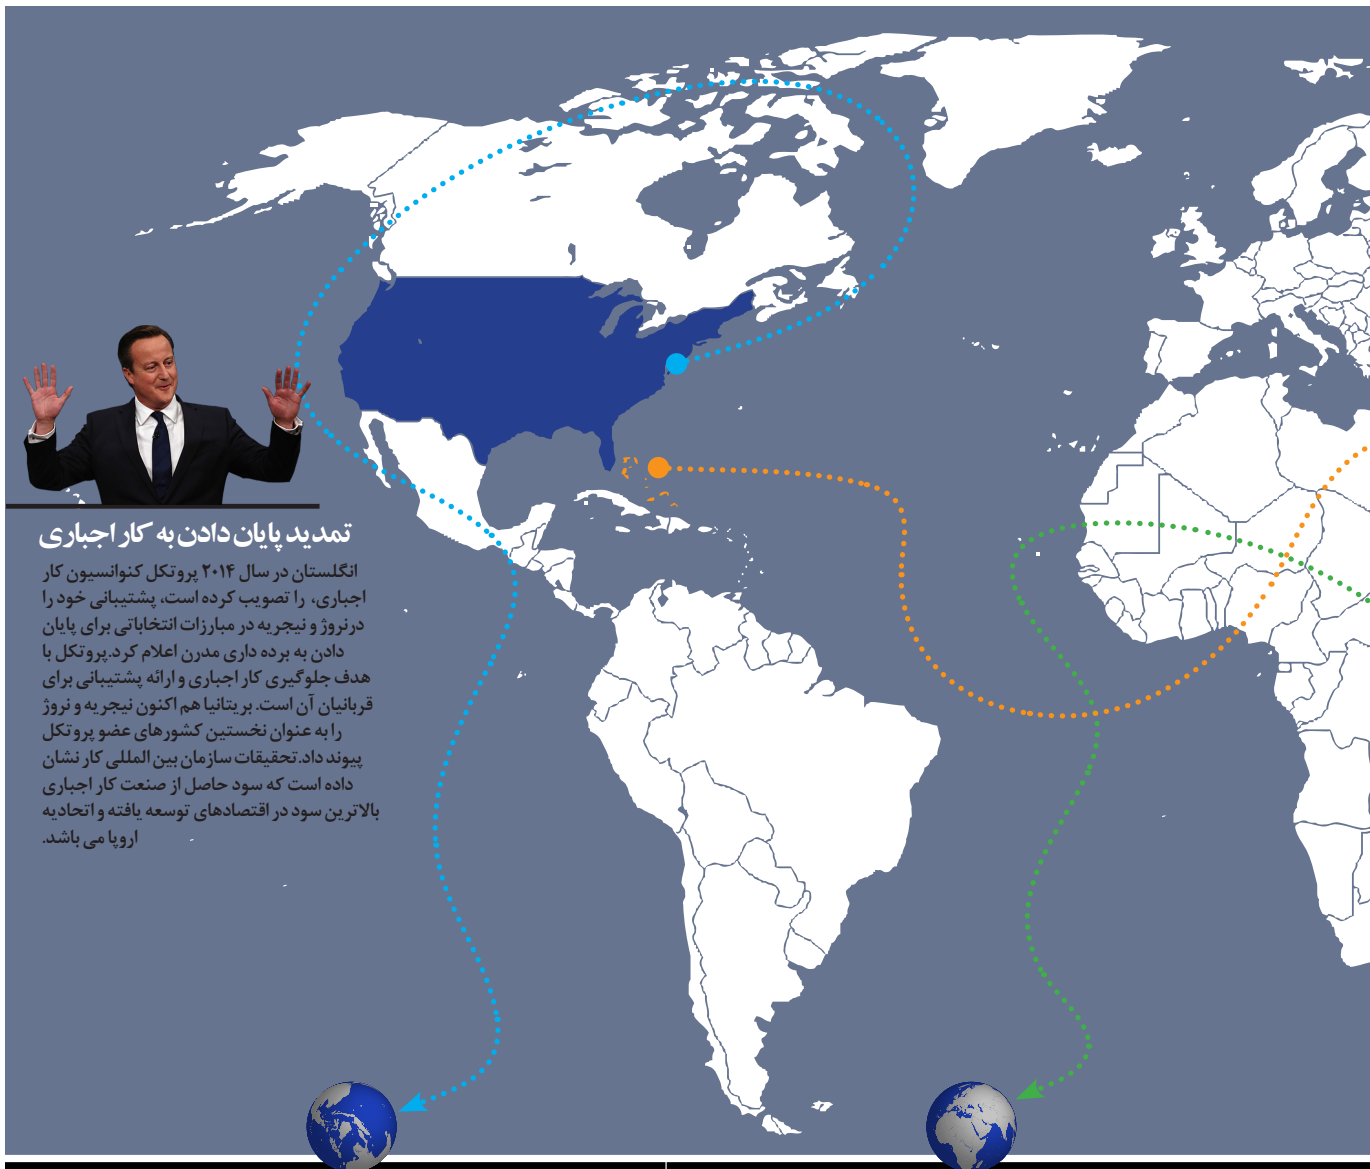 تمدید پایان دادن به کار اجباری
انگلستان در سال ۲۰۱۴ پروتکل کنوانسیون کار
اجباری، را تصویب کرده است، پشتیبانی خود را
درنروژ و نیجریه در مبارزات انتخاباتی برای پایان
دادن به برده داری مدرن اعلام کرد.پروتکل با
هدف جلوگیری کار اجباری و ارائه پشتیبانی برای
قربانیان آن است. بریتانیا هم اکنون نیجریه و نروژ
را به عنوان نخستین کشورهای عضو پروتکل
پیوند داد.تحقیقات سازمان بین المللی کار نشان
داده است که سود حاصل از صنعت کار اجباری
بالاترین سود در اقتصادهای توسعه یافته و اتحادیه
اروپا می باشد.